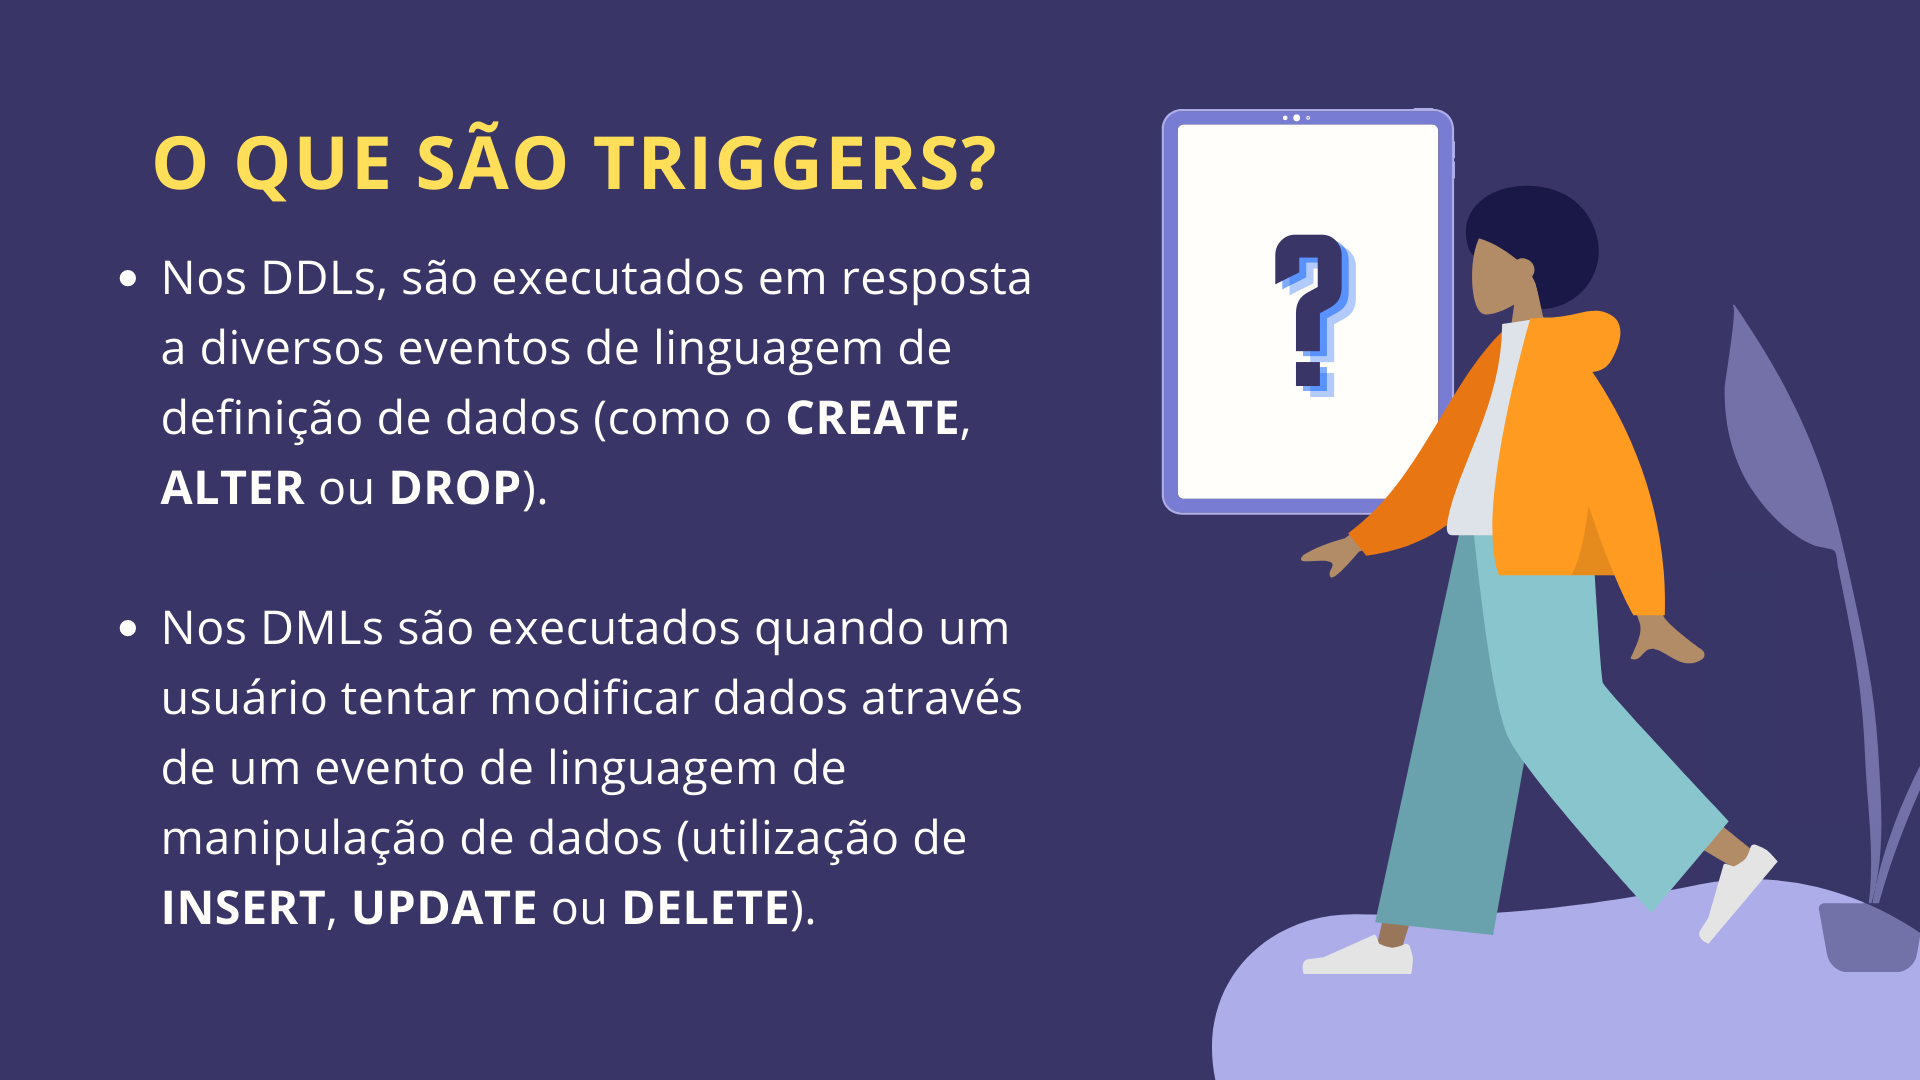 O QUE SÃO TRIGGERS?
• Nos DDLs, são executados em resposta
a diversos eventos de linguagem de
definição de dados (como o CREATE,
ALTER ou DROP).
• Nos DMLs são executados quando um
usuário tentar modificar dados através
de um evento de linguagem de
manipulação de dados (utilização de
INSERT, UPDATE ou DELETE).
?